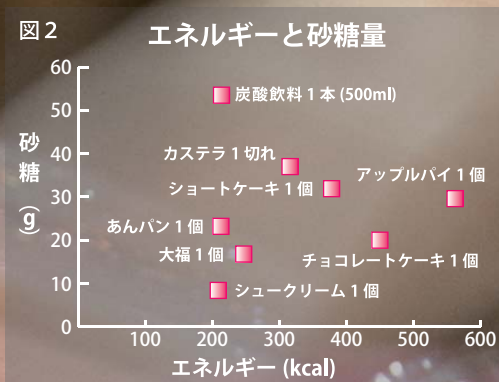 図2
エネルギーと砂糖量
砂糖(g)
60
50
40
30
20
10
0
炭酸飲料1本(500ml)
カステラ1切れ
アップルパイ1個
ショートケーキ1個
あんパン1個
大福1個
チョコレートケーキ1個
シュークリーム1個
100 200 300 400 500 600
エネルギー(kcal)